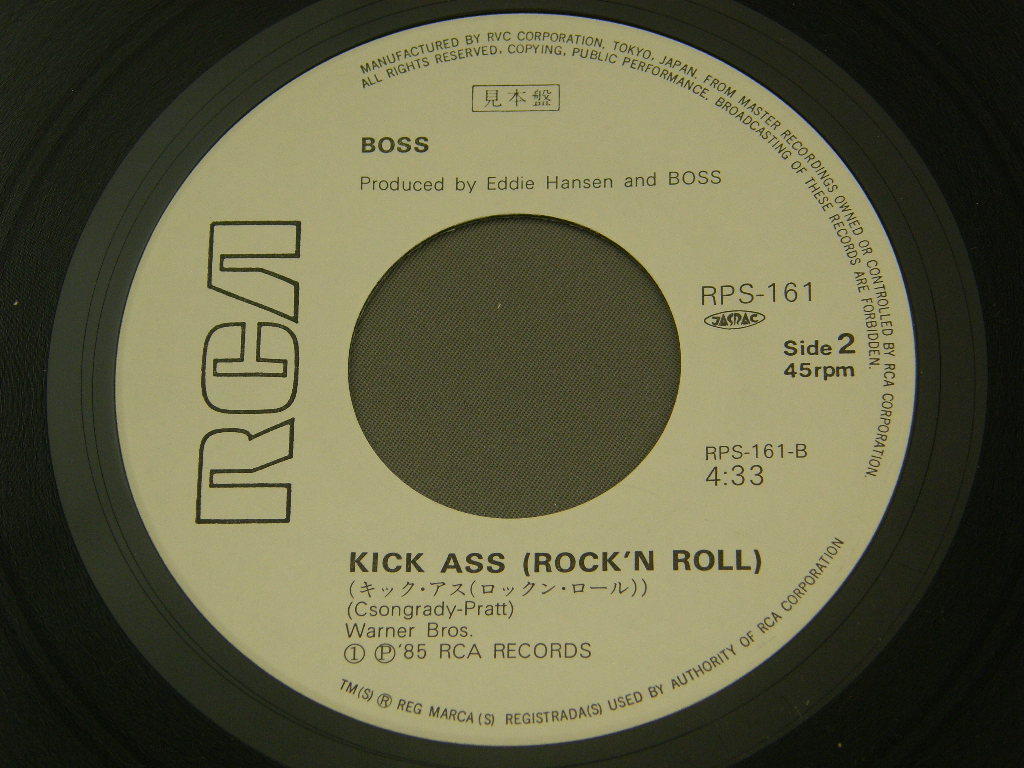 MANUFACTURED BY RVC CORPORATION, TOKYO, JAPAN. FROM MASTER RECORDINGS OWNED OR CONTROLLED BY RCA CORPORATION.
ALL RIGHTS RESERVED. COPYING, PUBLIC PERFORMANCE, BROADCASTING OF THESE RECORDS ARE FORBIDDEN.
見本盤
BOSS
Produced by Eddie Hansen and BOSS
RCA
RPS-161
JASRAC
Side 2
45rpm
RPS-161-B
4:33
KICK ASS (ROCK'N ROLL)
(キック・アス(ロックン・ロール))
(Csongrady-Pratt)
Warner Bros.
① Ⓟ'85 RCA RECORDS
TM(S) ® REG MARCA(S) REGISTRADA(S) USED BY AUTHORITY OF RCA CORPORATION